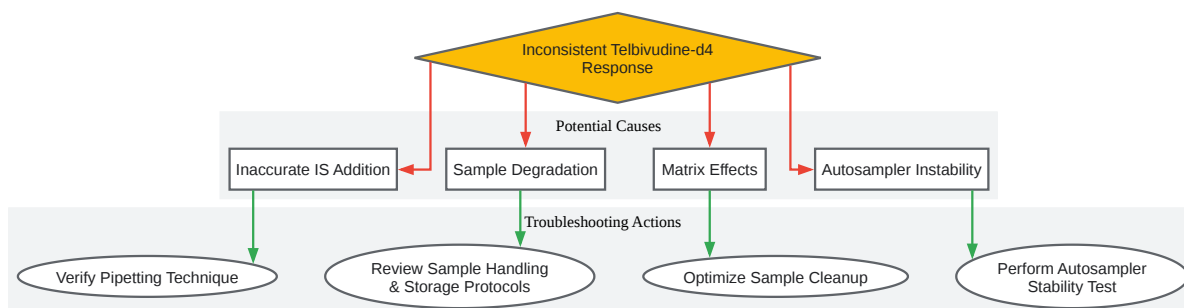 Inconsistent Telbivudine-d4
Response
Potential Causes
Inaccurate IS Addition
Sample Degradation
Matrix Effects
Autosampler Instability
Troubleshooting Actions
Verify Pipetting Technique
Review Sample Handling
& Storage Protocols
Optimize Sample Cleanup
Perform Autosampler
Stability Test